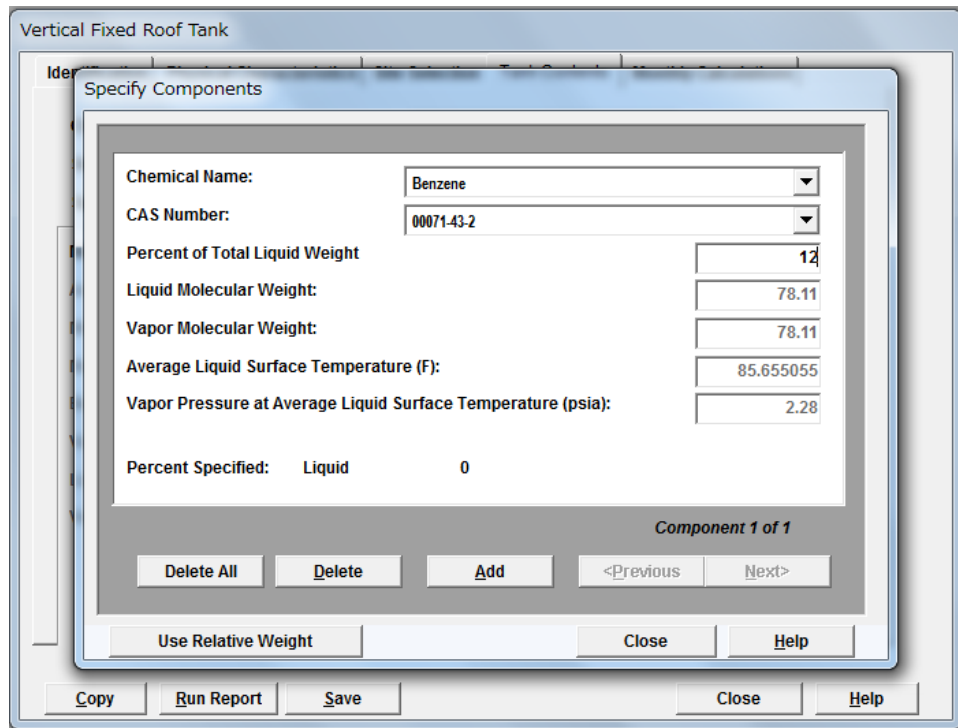 Vertical Fixed Roof Tank
Specify Components
Chemical Name: Benzene
CAS Number: 00071-43-2
Percent of Total Liquid Weight 12
Liquid Molecular Weight: 78.11
Vapor Molecular Weight: 78.11
Average Liquid Surface Temperature (F): 85.655055
Vapor Pressure at Average Liquid Surface Temperature (psia): 2.28
Percent Specified: Liquid 0
Component 1 of 1
Delete All Delete Add <Previous Next>
Use Relative Weight Close Help
Copy Run Report Save Close Help